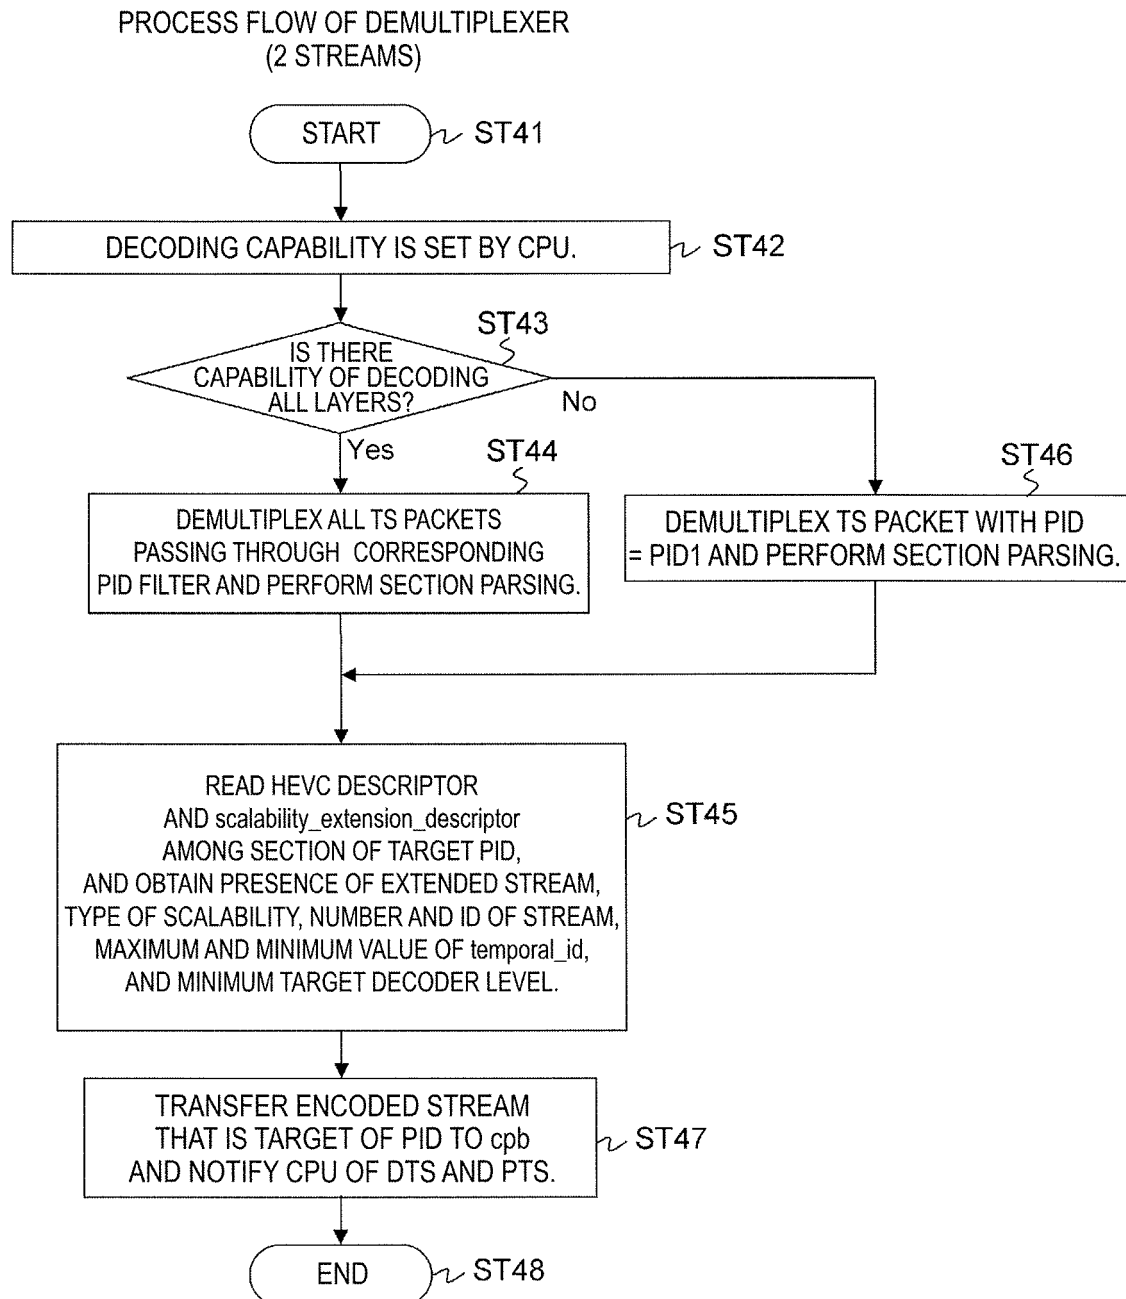 PROCESS FLOW OF DEMULTIPLEXER
(2 STREAMS)
START
ST41
DECODING CAPABILITY IS SET BY CPU.
ST42
ST43
IS THERE
CAPABILITY OF DECODING
ALL LAYERS?
No
Yes
ST44
DEMULTIPLEX ALL TS PACKETS
PASSING THROUGH CORRESPONDING
PID FILTER AND PERFORM SECTION PARSING.
ST46
DEMULTIPLEX TS PACKET WITH PID
= PID1 AND PERFORM SECTION PARSING.
READ HEVC DESCRIPTOR
AND scalability_extension_descriptor
AMONG SECTION OF TARGET PID,
AND OBTAIN PRESENCE OF EXTENDED STREAM,
TYPE OF SCALABILITY, NUMBER AND ID OF STREAM,
MAXIMUM AND MINIMUM VALUE OF temporal_id,
AND MINIMUM TARGET DECODER LEVEL.
ST45
TRANSFER ENCODED STREAM
THAT IS TARGET OF PID TO cpb
AND NOTIFY CPU OF DTS AND PTS.
ST47
END
ST48